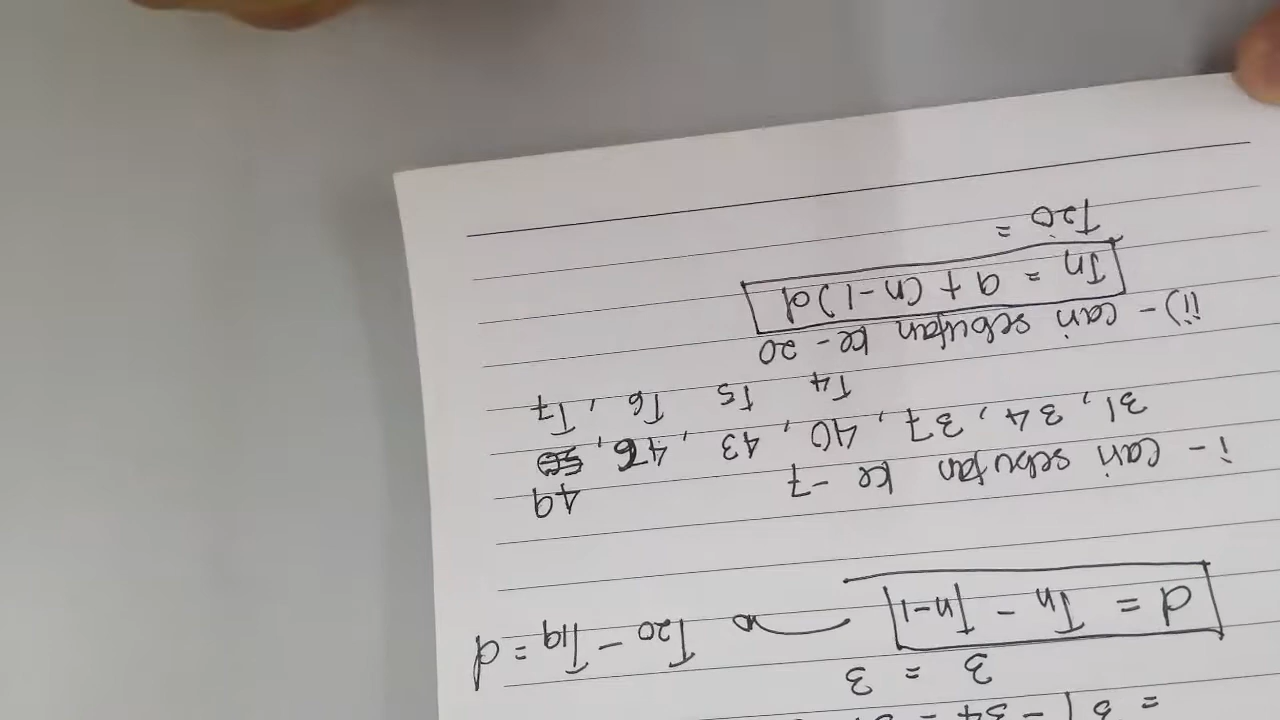 3 = 3
d = Tn - Tn-1 T20 - T19 = d
i - cari sebutan ke -7 49
31, 34, 37, 40, 43, 46,
T4 T5 T6, T7
ii) - cari sebutan ke - 20
Tn = a + (n-1)d
T20 =